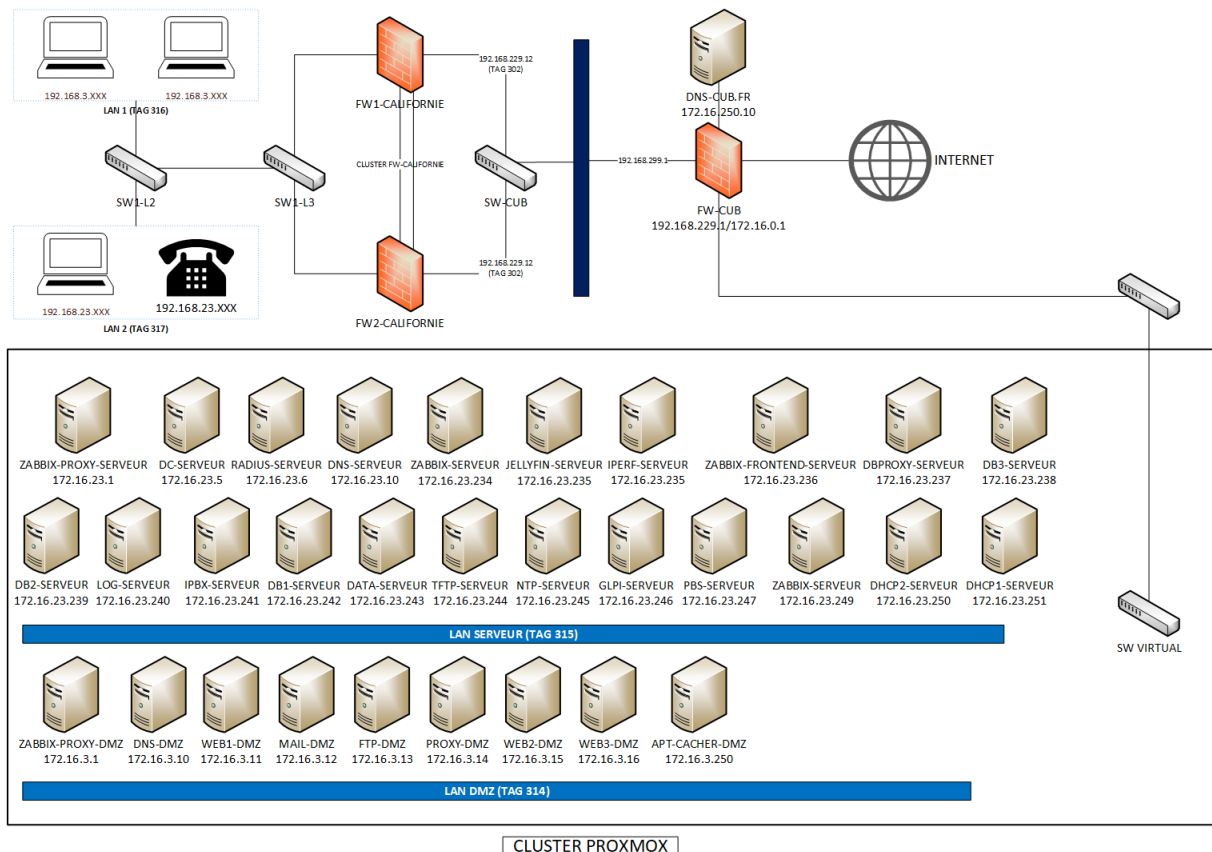 192.168.3.XXX
192.168.3.XXX
LAN 1 (TAG 316)
SW1-L2
SW1-L3
192.168.23.XXX
192.168.23.XXX
LAN 2 (TAG 317)
FW1-CALIFORNIE
CLUSTER FW-CALIFORNIE
FW2-CALIFORNIE
192.168.229.12
(TAG 302)
SW-CUB
192.168.229.12
(TAG 302)
192.168.299.1
DNS-CUB.FR
172.16.250.10
FW-CUB
192.168.229.1/172.16.0.1
INTERNET
ZABBIX-PROXY-SERVEUR
172.16.23.1
DC-SERVEUR
172.16.23.5
RADIUS-SERVEUR
172.16.23.6
DNS-SERVEUR
172.16.23.10
ZABBIX-SERVEUR
172.16.23.234
JELLYFIN-SERVEUR
172.16.23.235
IPERF-SERVEUR
172.16.23.235
ZABBIX-FRONTEND-SERVEUR
172.16.23.236
DBPROXY-SERVEUR
172.16.23.237
DB3-SERVEUR
172.16.23.238
DB2-SERVEUR
172.16.23.239
LOG-SERVEUR
172.16.23.240
IPBX-SERVEUR
172.16.23.241
DB1-SERVEUR
172.16.23.242
DATA-SERVEUR
172.16.23.243
TFTP-SERVEUR
172.16.23.244
NTP-SERVEUR
172.16.23.245
GLPI-SERVEUR
172.16.23.246
PBS-SERVEUR
172.16.23.247
ZABBIX-SERVEUR
172.16.23.249
DHCP2-SERVEUR
172.16.23.250
DHCP1-SERVEUR
172.16.23.251
LAN SERVEUR (TAG 315)
SW VIRTUAL
ZABBIX-PROXY-DMZ
172.16.3.1
DNS-DMZ
172.16.3.10
WEB1-DMZ
172.16.3.11
MAIL-DMZ
172.16.3.12
FTP-DMZ
172.16.3.13
PROXY-DMZ
172.16.3.14
WEB2-DMZ
172.16.3.15
WEB3-DMZ
172.16.3.16
APT-CACHER-DMZ
172.16.3.250
LAN DMZ (TAG 314)
CLUSTER PROXMOX